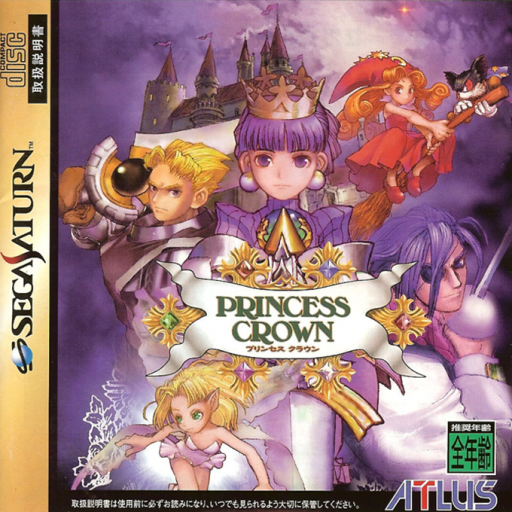 COMPACT
disc
取扱説明書
SEGA SATURN™
PRINCESS
CROWN
プリンセス クラウン
推奨年齢
全年齢
取扱説明書は使用前に必ずお読みになり、いつでも見られるよう大切に保管してください。
ATLUS